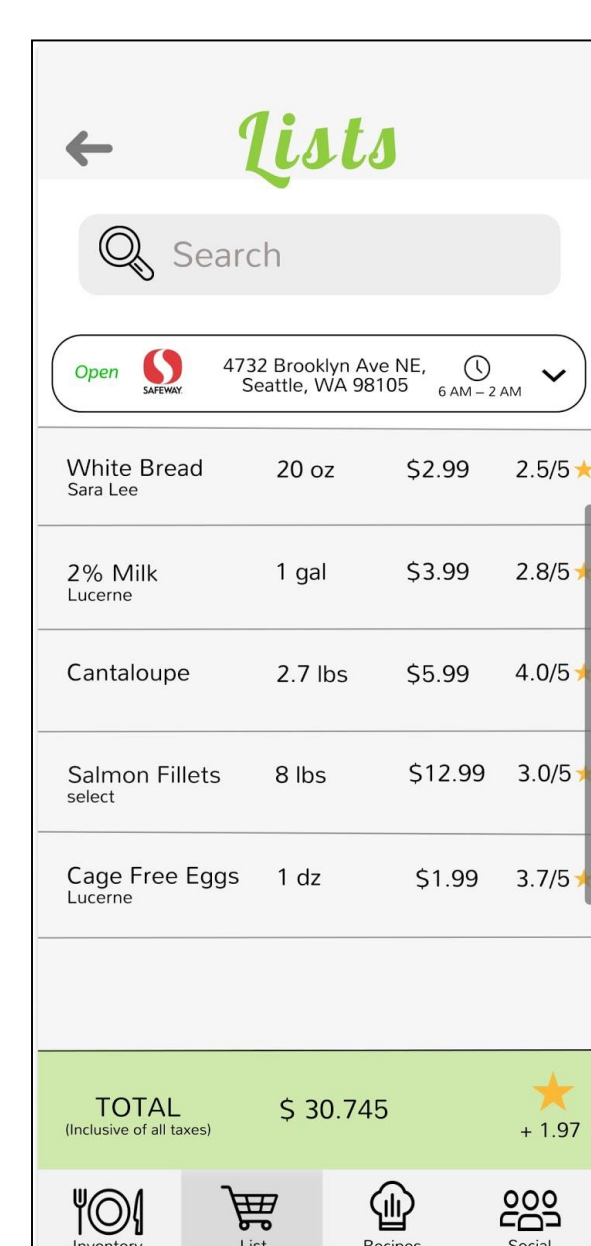 Lists
Search
Open
SAFEWAY
4732 Brooklyn Ave NE,
Seattle, WA 98105
6 AM – 2 AM
White Bread 20 oz $2.99 2.5/5
Sara Lee
2% Milk 1 gal $3.99 2.8/5
Lucerne
Cantaloupe 2.7 lbs $5.99 4.0/5
Salmon Fillets 8 lbs $12.99 3.0/5
select
Cage Free Eggs 1 dz $1.99 3.7/5
Lucerne
TOTAL $ 30.745
(Inclusive of all taxes) + 1.97
Inventory List Recipes Social